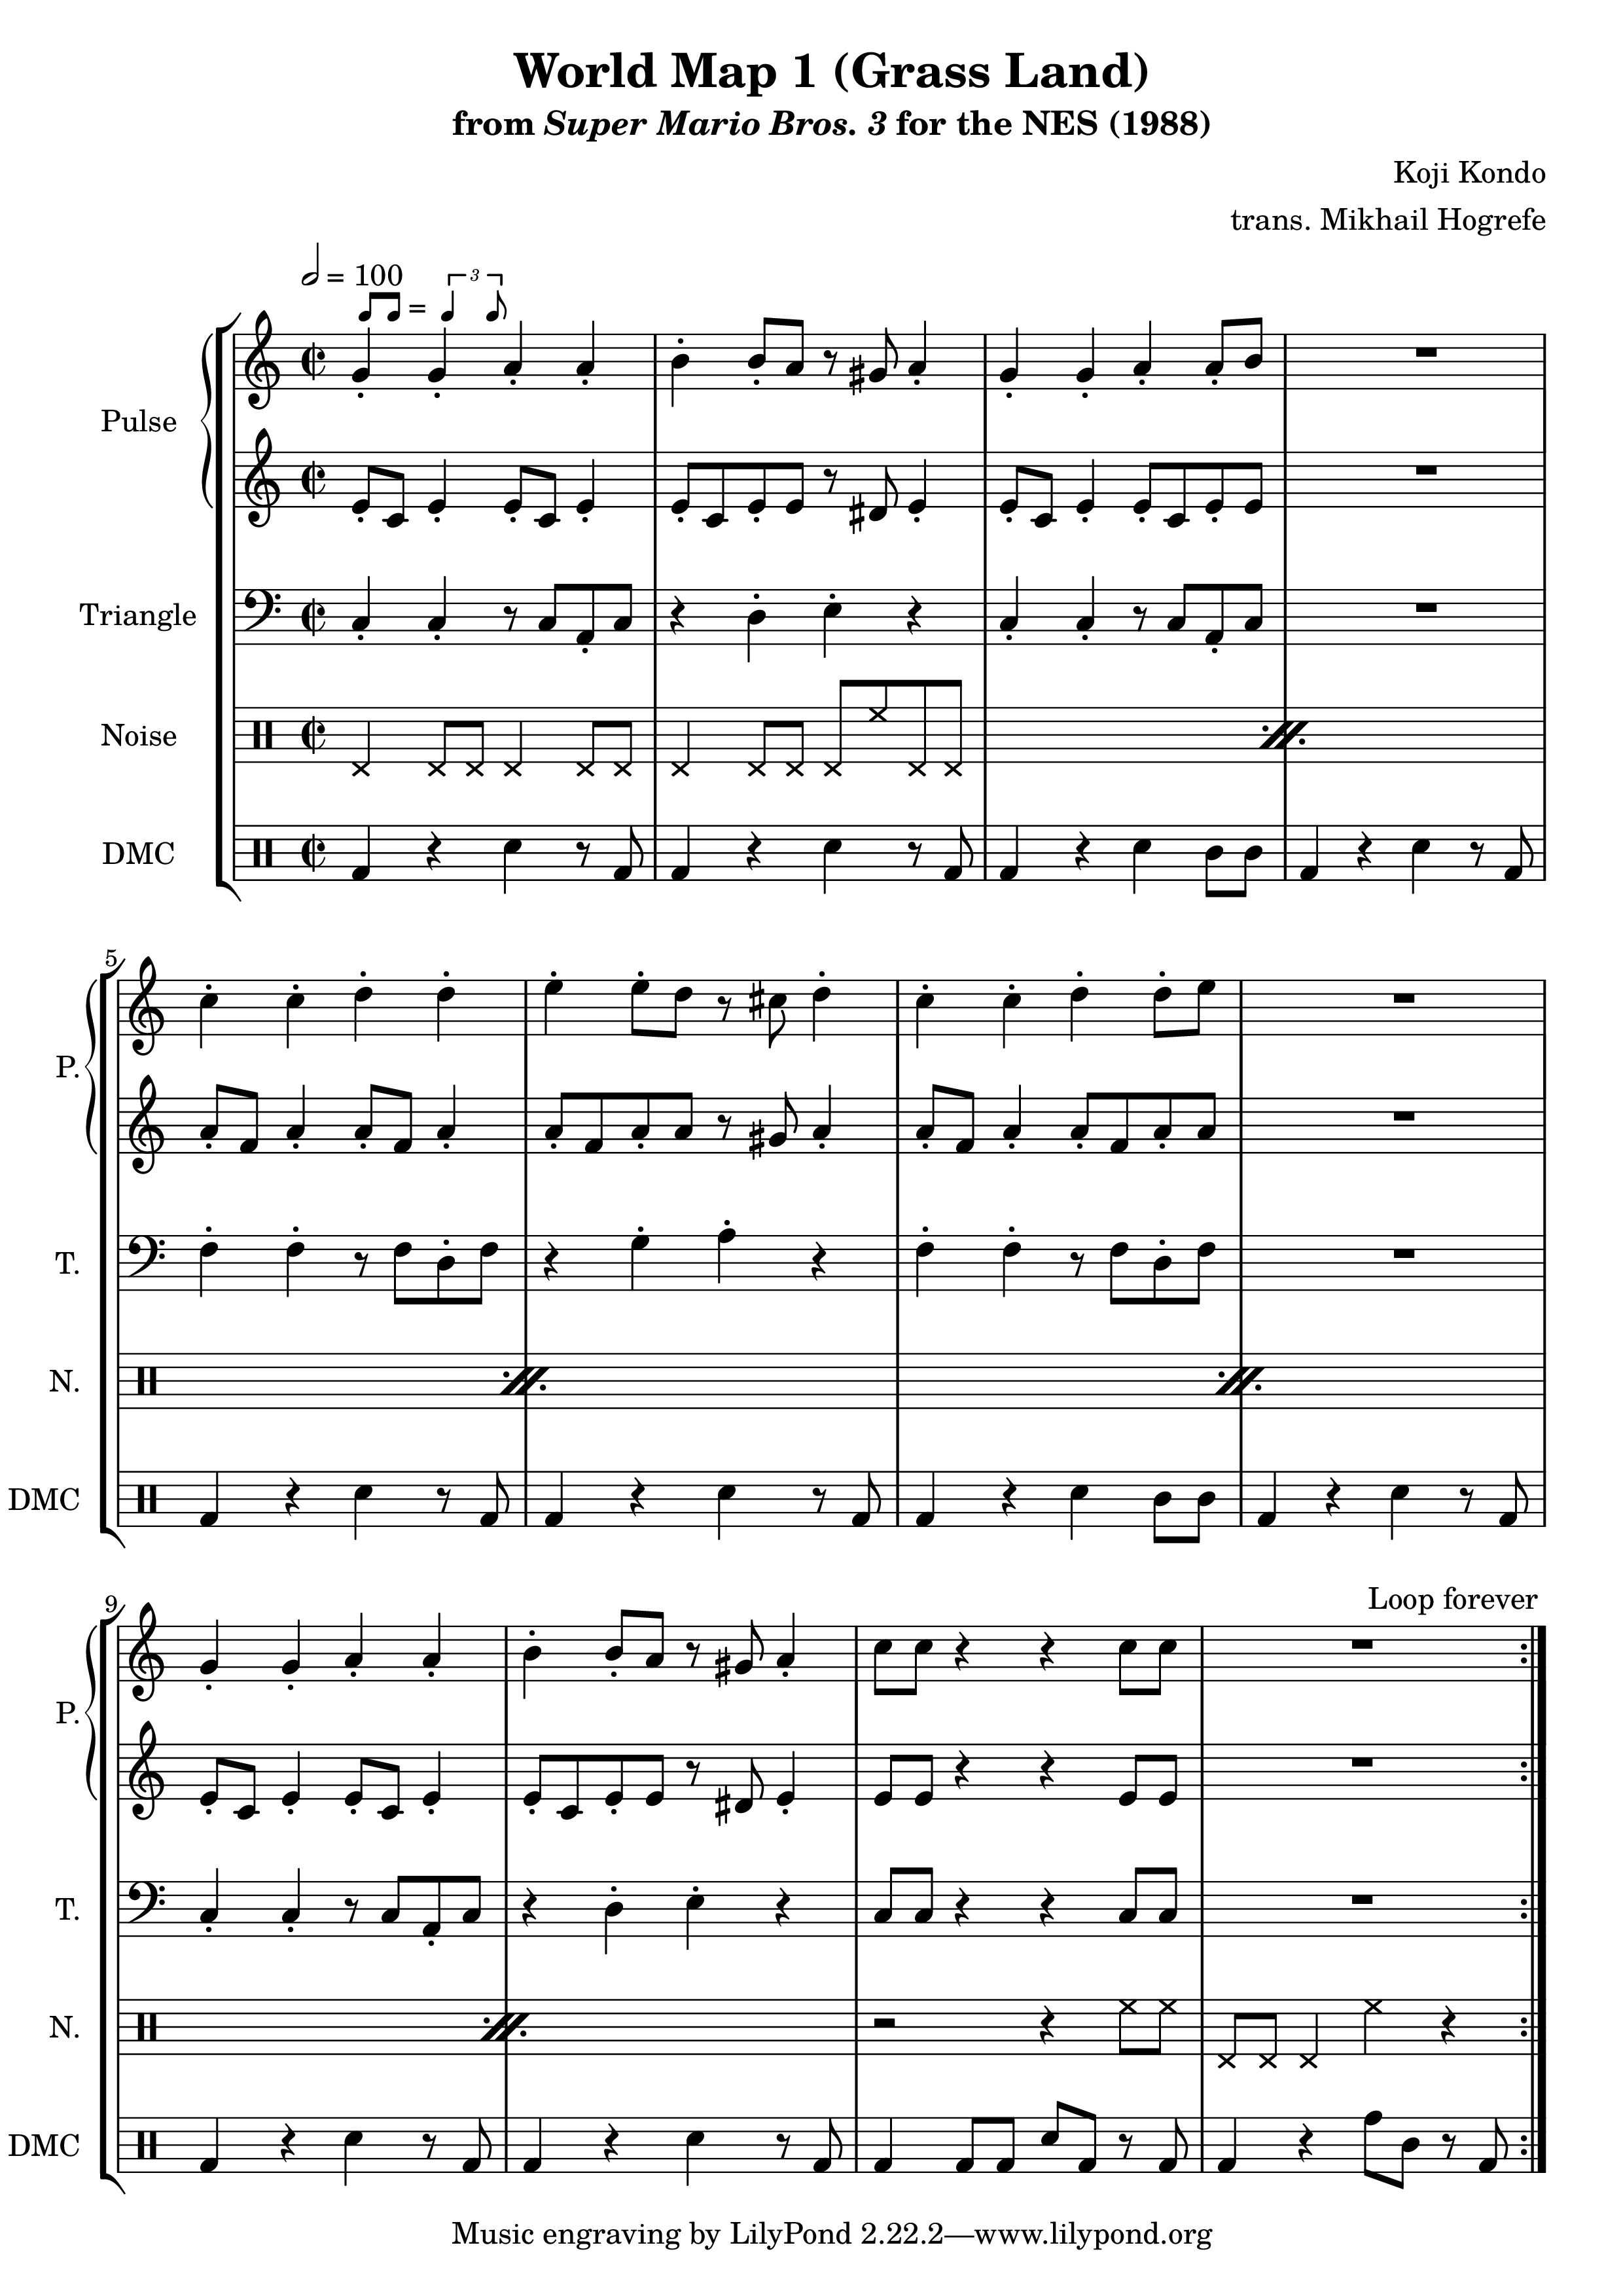 World Map 1 (Grass Land)
from Super Mario Bros. 3 for the NES (1988)
Koji Kondo
trans. Mikhail Hogrefe
= 100
= 3
Pulse
Triangle
Noise
DMC
5
P.
T.
N.
DMC
9
Loop forever
P.
T.
N.
DMC
Music engraving by LilyPond 2.22.2—www.lilypond.org